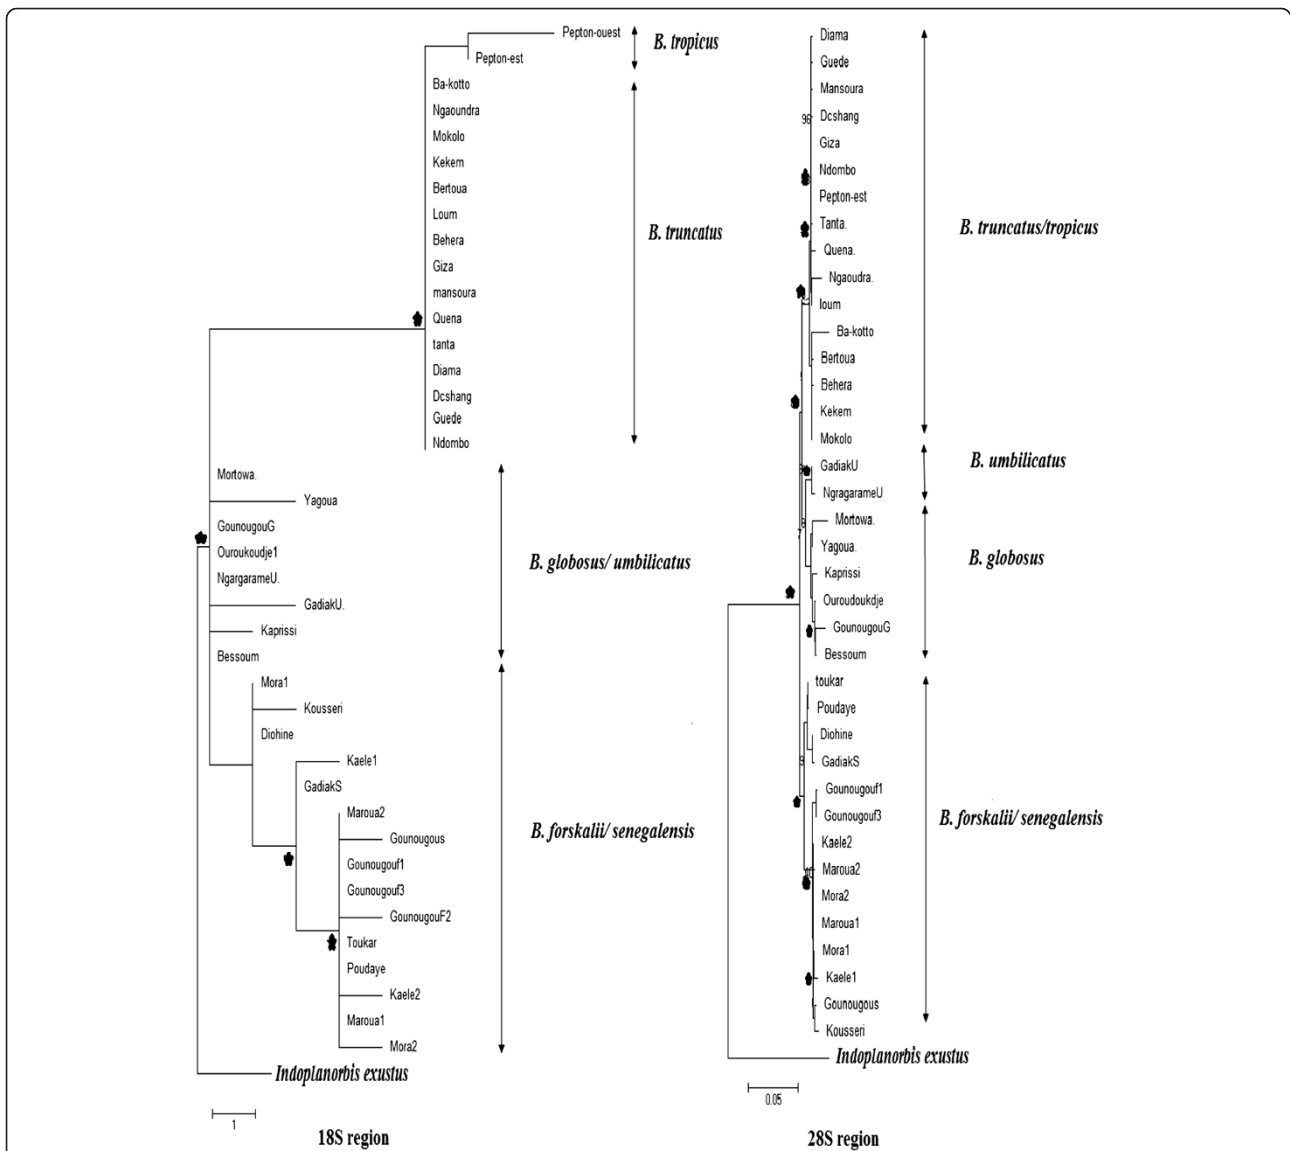 Pepton-ouest
Pepton-est
B. tropicus
Ba-kotto
Ngaoundra
Mokolo
Kekem
Bertoua
Loum
Behera
Giza
mansoura
Quena
tanta
Diama
Dcshang
Guede
Ndombo
B. truncatus
Mortowa.
Yagoua
GounougouG
Ouroukoudje1
NgargarameU.
GadiakU.
Kaprissi
Bessoum
B. globosus/ umbilicatus
Mora1
Kousseri
Diohine
Kaele1
GadiakS
Maroua2
Gounougous
Gounougouf1
Gounougouf3
GounougouF2
Toukar
Poudaye
Kaele2
Maroua1
Mora2
B. forskalii/ senegalensis
Indoplanorbis exustus
1
18S region
Diama
Guede
Mansoura
Dcshang
96
Giza
Ndombo
Pepton-est
Tanta.
Quena.
Ngaoudra.
loum
Ba-kotto
Bertoua
Behera
Kekem
Mokolo
B. truncatus/tropicus
GadiakU
NgragarameU
B. umbilicatus
Mortowa.
Yagoua.
Kaprissi
Ouroudoukdje
GounougouG
Bessoum
B. globosus
toukar
Poudaye
Diohine
GadiakS
Gounougouf1
Gounougouf3
Kaele2
Maroua2
Mora2
Maroua1
Mora1
Kaele1
Gounougous
Kousseri
B. forskalii/ senegalensis
Indoplanorbis exustus
0.05
28S region